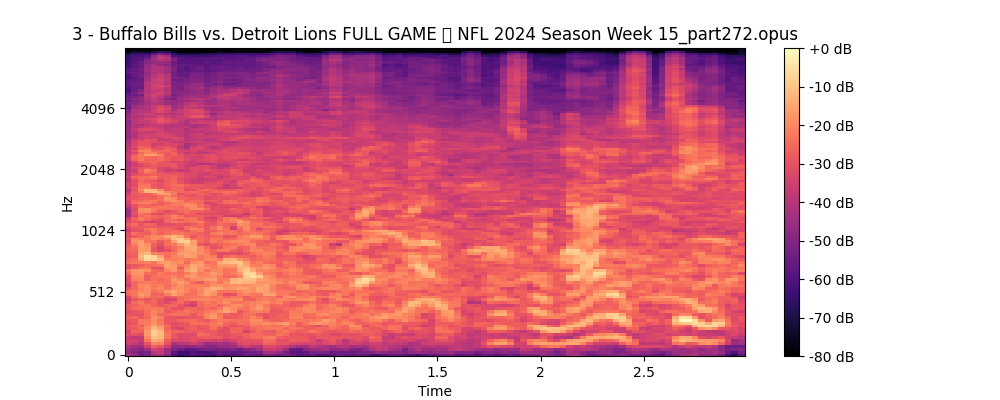 3 - Buffalo Bills vs. Detroit Lions FULL GAME ▯ NFL 2024 Season Week 15_part272.opus
+0 dB
-10 dB
-20 dB
-30 dB
-40 dB
-50 dB
-60 dB
-70 dB
-80 dB
Hz
4096
2048
1024
512
0
0
0.5
1
1.5
2
2.5
Time